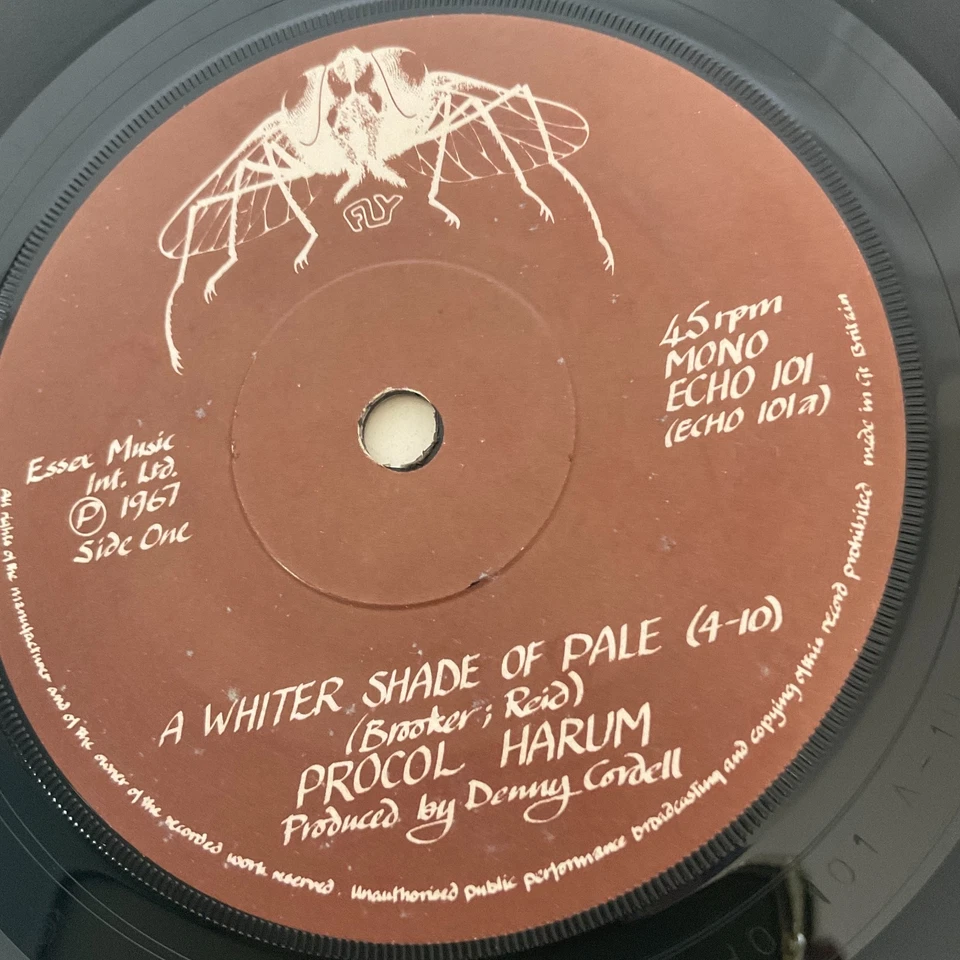 FLY
45 rpm
MONO
ECHO 101
(ECHO 101a)
Essex Music
Int. Ltd.
Ⓟ 1967
Side One
A WHITER SHADE OF PALE (4-10)
(Brooker; Reid)
PROCOL HARUM
Produced by Denny Cordell
All rights of the manufacturer and of the owner of the recorded work reserved. Unauthorised public performance broadcasting and copying of this record prohibited made in Gt Britain